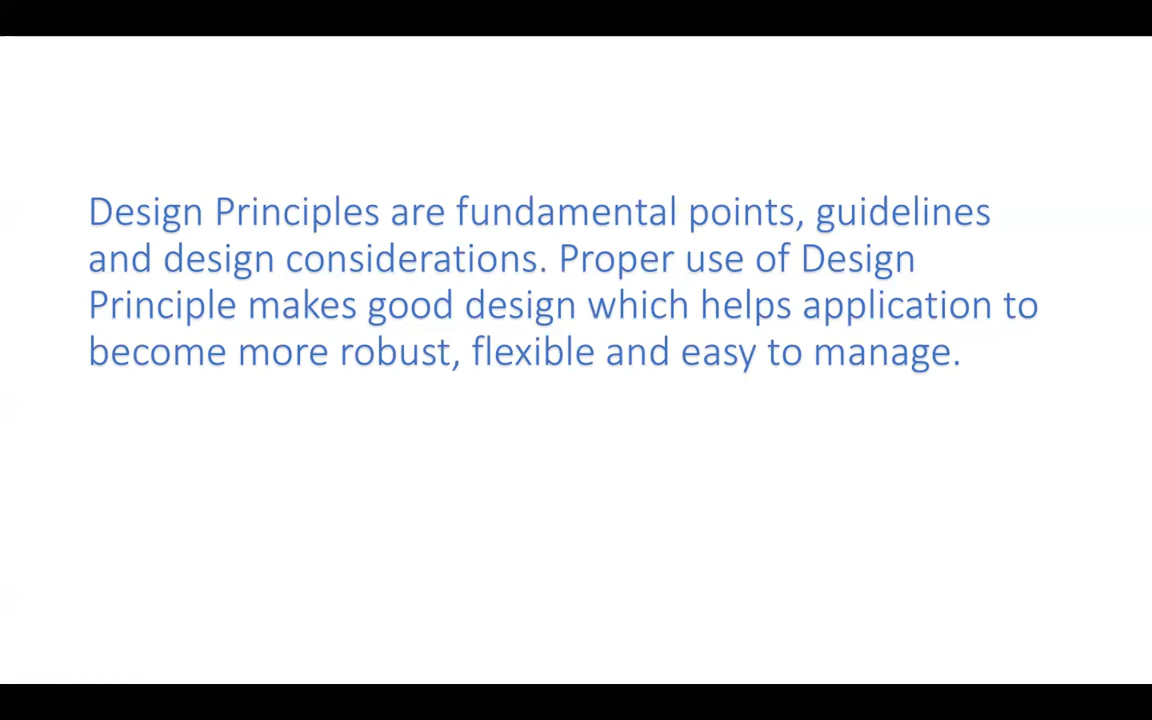 Design Principles are fundamental points, guidelines
and design considerations. Proper use of Design
Principle makes good design which helps application to
become more robust, flexible and easy to manage.